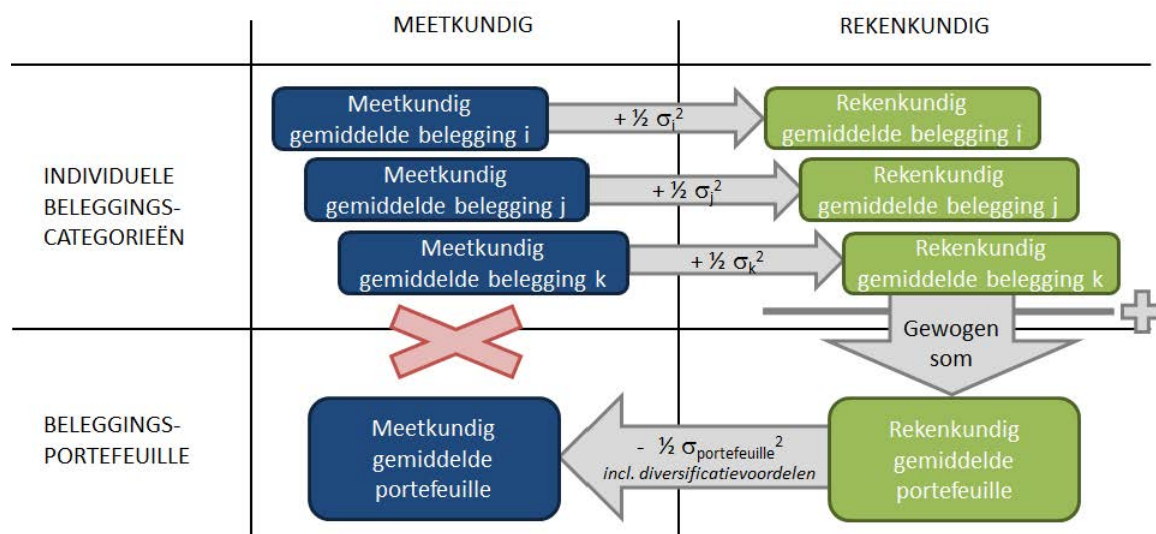 MEETKUNDIG
REKENKUNDIG
INDIVIDUELE
BELEGGINGS-
CATEGORIEËN
Meetkundig
gemiddelde belegging i
+ ½ σi²
Rekenkundig
gemiddelde belegging i
Meetkundig
gemiddelde belegging j
+ ½ σj²
Rekenkundig
gemiddelde belegging j
Meetkundig
gemiddelde belegging k
+ ½ σk²
Rekenkundig
gemiddelde belegging k
Gewogen
som
BELEGGINGS-
PORTEFEUILLE
Meetkundig
gemiddelde
portefeuille
- ½ σportefeuille²
incl. diversificatievoordelen
Rekenkundig
gemiddelde
portefeuille